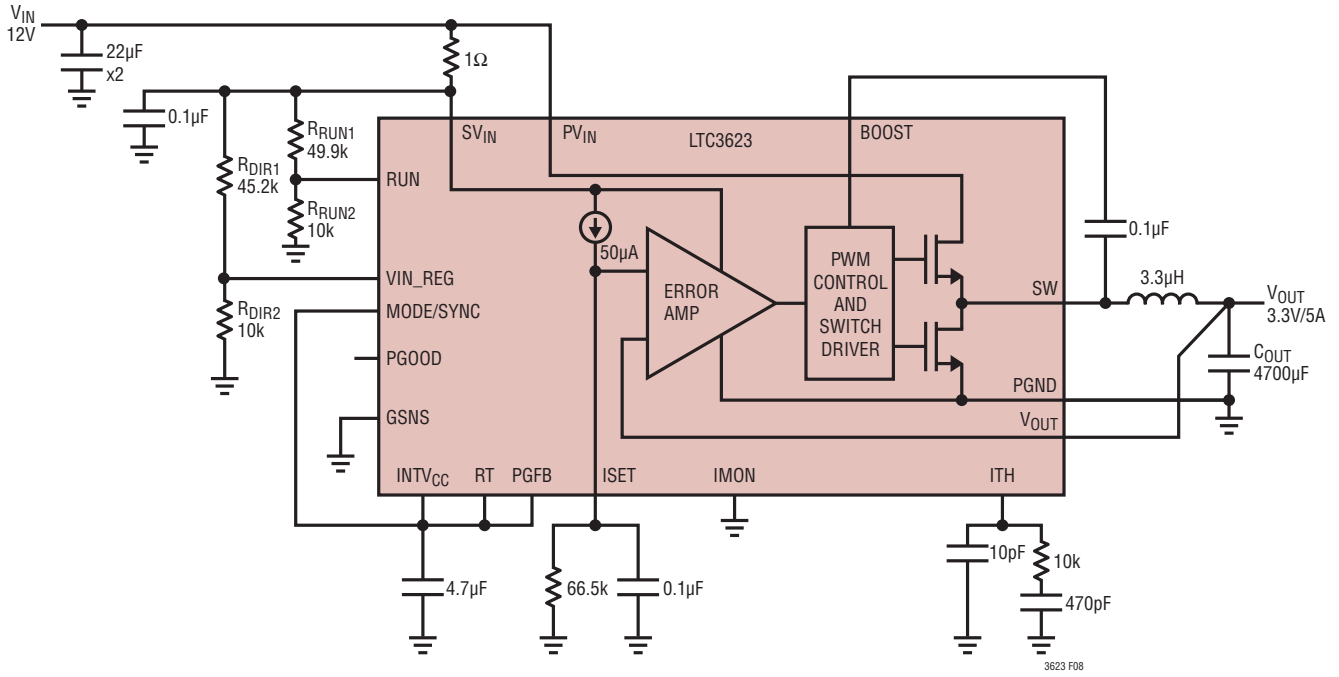 VIN
12V
22µF
x2
1Ω
0.1µF
RDIR1
45.2k
RRUN1
49.9k
RRUN2
10k
RDIR2
10k
SVIN
PVIN
LTC3623
BOOST
RUN
VIN_REG
MODE/SYNC
PGOOD
GSNS
50µA
ERROR
AMP
PWM
CONTROL
AND
SWITCH
DRIVER
SW
PGND
VOUT
0.1µF
3.3µH
VOUT
3.3V/5A
COUT
4700µF
INTVCC
RT
PGFB
ISET
IMON
ITH
4.7µF
66.5k
0.1µF
10pF
10k
470pF
3623 F08